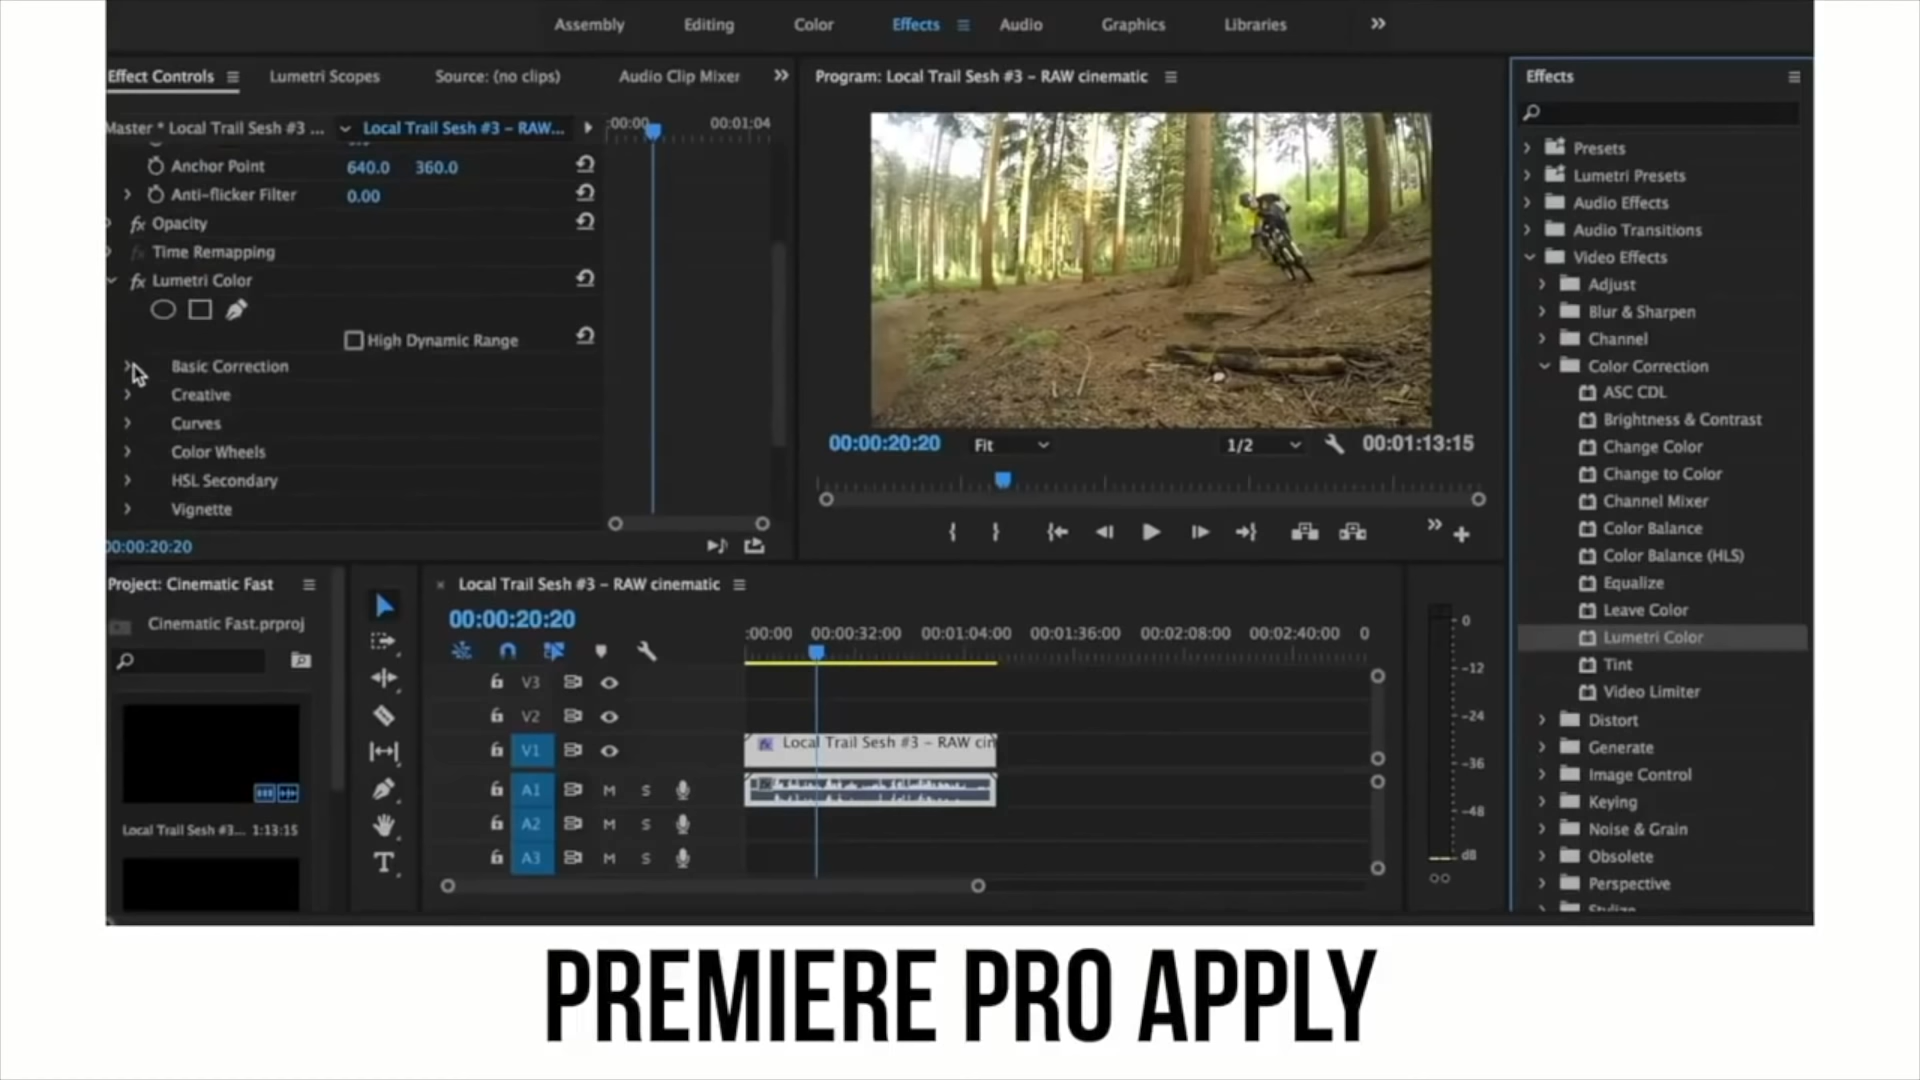 Assembly Editing Color Effects Audio Graphics Libraries
Effect Controls Lumetri Scopes Source: (no clips) Audio Clip Mixer
Master * Local Trail Sesh #3 ... Local Trail Sesh #3 – RAW...
:00:00 00:01:04
Anchor Point 640.0 360.0
Anti-flicker Filter 0.00
fx Opacity
fx Time Remapping
fx Lumetri Color
High Dynamic Range
Basic Correction
Creative
Curves
Color Wheels
HSL Secondary
Vignette
00:00:20:20
Program: Local Trail Sesh #3 – RAW cinematic
00:00:20:20 Fit 1/2 00:01:13:15
Effects
Presets
Lumetri Presets
Audio Effects
Audio Transitions
Video Effects
Adjust
Blur & Sharpen
Channel
Color Correction
ASC CDL
Brightness & Contrast
Change Color
Change to Color
Channel Mixer
Color Balance
Color Balance (HLS)
Equalize
Leave Color
Lumetri Color
Tint
Video Limiter
Distort
Generate
Image Control
Keying
Noise & Grain
Obsolete
Perspective
Stylize
Project: Cinematic Fast
Cinematic Fast.prproj
Local Trail Sesh #3... 1:13:15
Local Trail Sesh #3 – RAW cinematic
00:00:20:20
:00:00 00:00:32:00 00:01:04:00 00:01:36:00 00:02:08:00 00:02:40:00 0
V3
V2
V1
fx Local Trail Sesh #3 – RAW cin
A1 M S
fx
A2 M S
A3 M S
T
0
-12
-24
-36
-48
dB
PREMIERE PRO APPLY